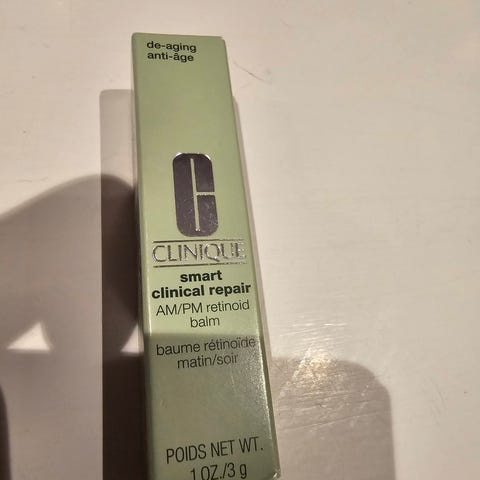 de-aging
anti-âge
CLINIQUE
smart
clinical repair
AM/PM retinoid
balm
baume rétinoïde
matin/soir
POIDS NET WT.
1 OZ./3 g